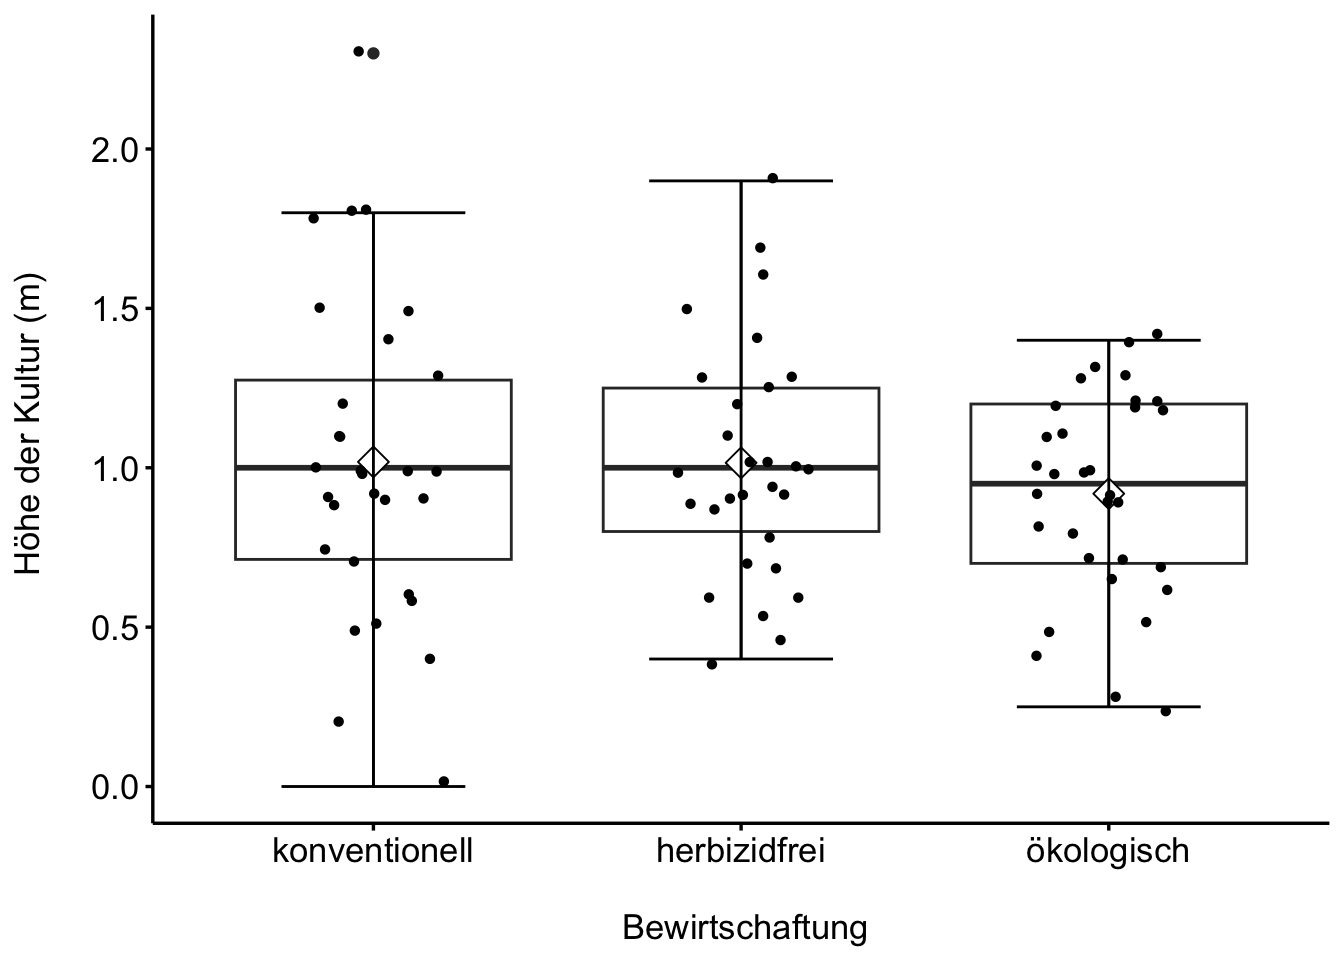 Höhe der Kultur (m)
2.0
1.5
1.0
0.5
0.0
konventionell herbizidfrei ökologisch
Bewirtschaftung